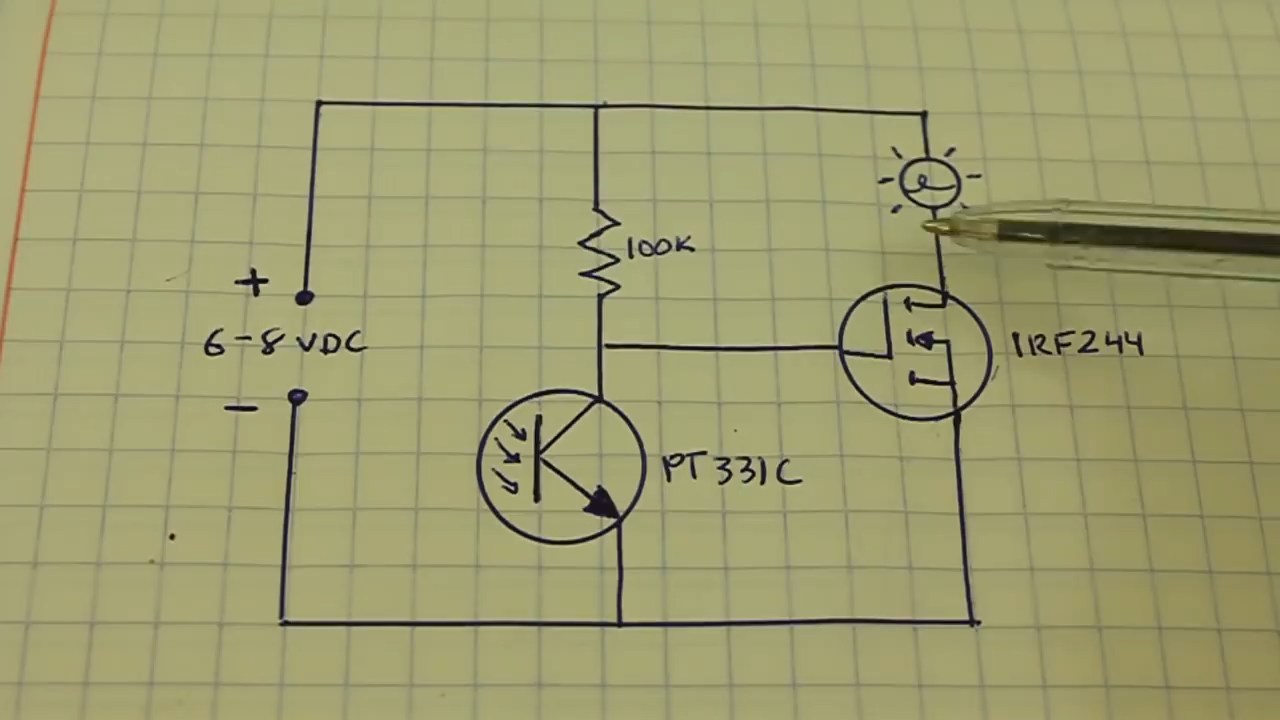 100K
+
6-8 VDC
-
IRF244
PT331C